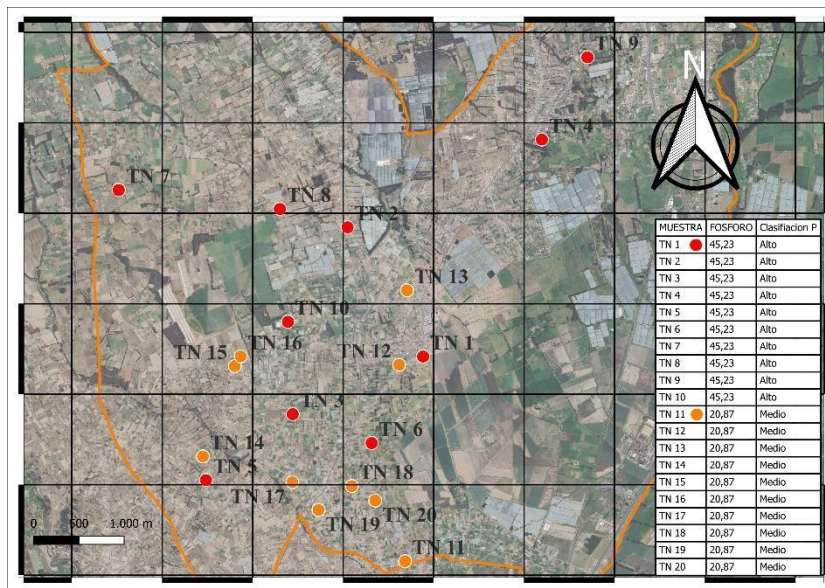 TN 9
N
TN 4
TN 7
TN 8
TN 2
TN 13
TN 10
TN 16
TN 15
TN 12
TN 1
TN 3
TN 6
TN 14
TN 5
TN 18
TN 17
TN 20
TN 19
TN 11
0 500 1.000 m
MUESTRA FOSFORO Clasifiacion P
TN 1 45,23 Alto
TN 2 45,23 Alto
TN 3 45,23 Alto
TN 4 45,23 Alto
TN 5 45,23 Alto
TN 6 45,23 Alto
TN 7 45,23 Alto
TN 8 45,23 Alto
TN 9 45,23 Alto
TN 10 45,23 Alto
TN 11 20,87 Medio
TN 12 20,87 Medio
TN 13 20,87 Medio
TN 14 20,87 Medio
TN 15 20,87 Medio
TN 16 20,87 Medio
TN 17 20,87 Medio
TN 18 20,87 Medio
TN 19 20,87 Medio
TN 20 20,87 Medio